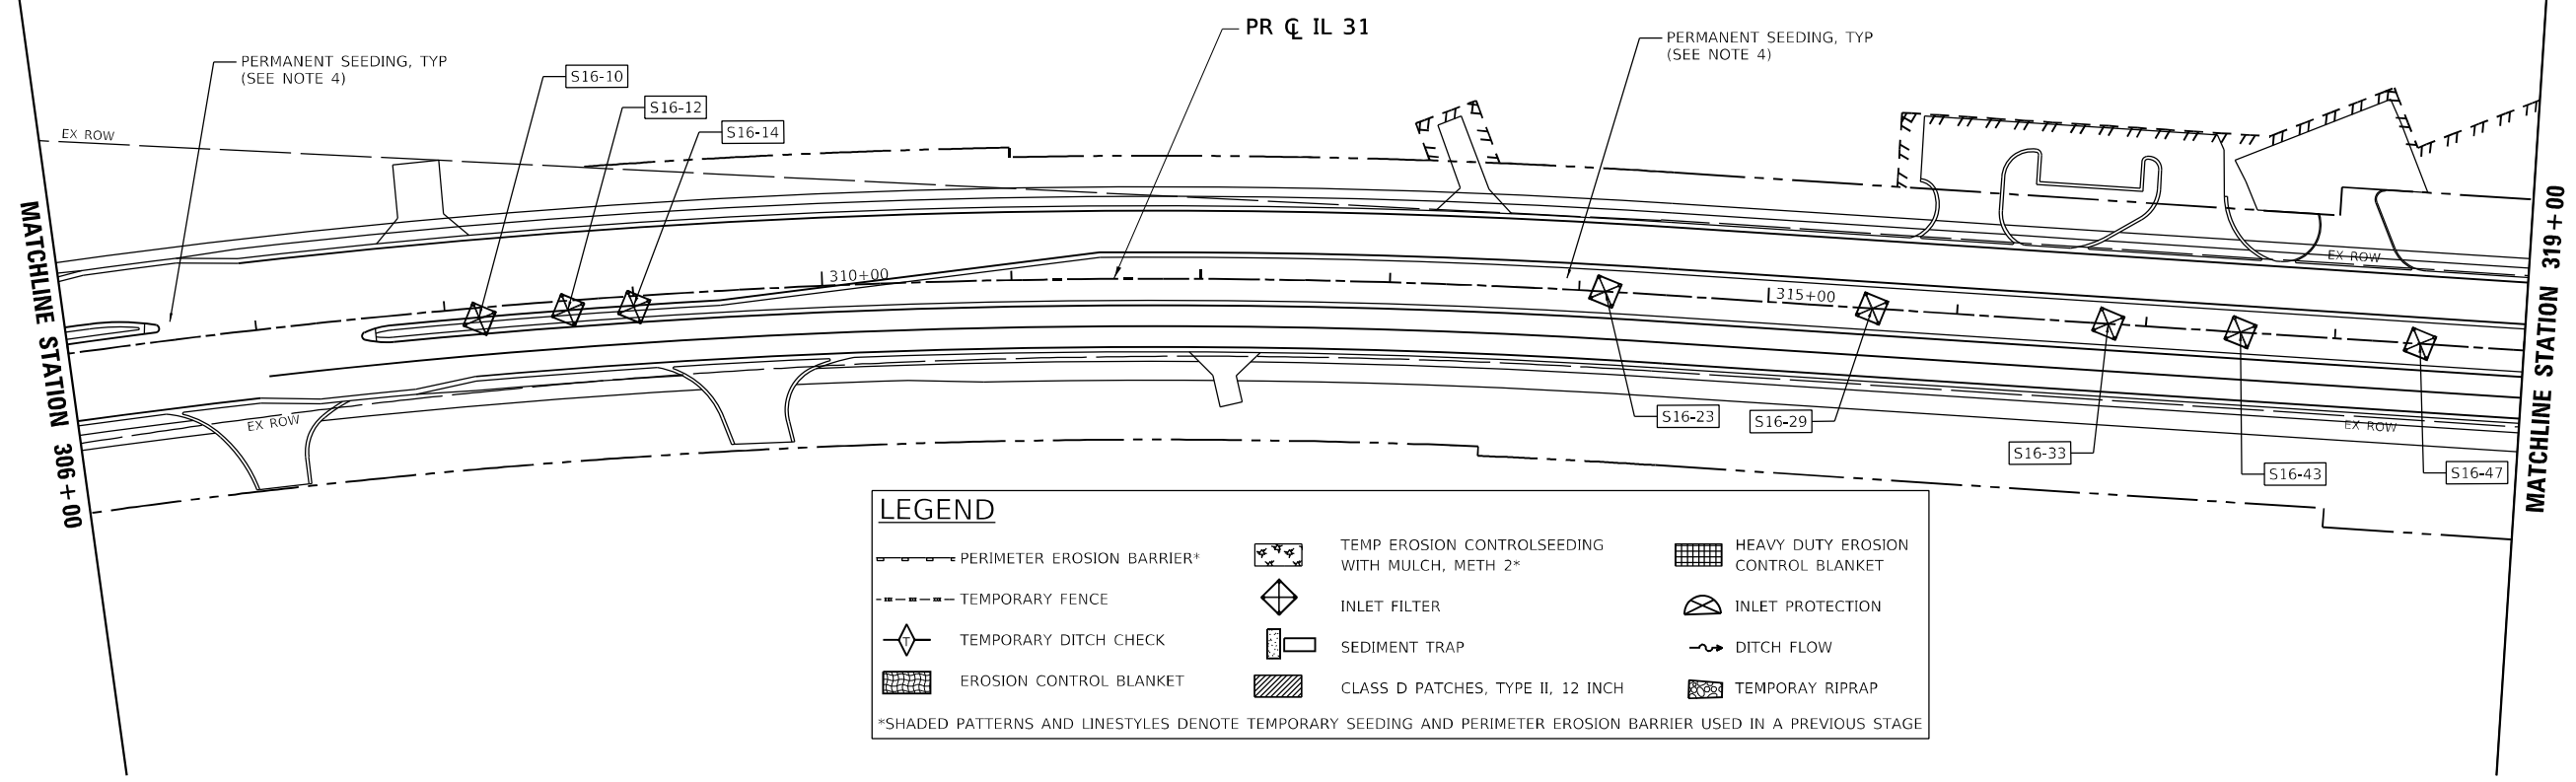 PR ℄ IL 31
PERMANENT SEEDING, TYP
(SEE NOTE 4)
PERMANENT SEEDING, TYP
(SEE NOTE 4)
S16-10
S16-12
S16-14
EX ROW
MATCHLINE STATION 306+00
MATCHLINE STATION 319+00
310+00
315+00
EX ROW
EX ROW
EX ROW
S16-23
S16-29
S16-33
S16-43
S16-47
LEGEND
PERIMETER EROSION BARRIER*
TEMPORARY FENCE
T
TEMPORARY DITCH CHECK
EROSION CONTROL BLANKET
TEMP EROSION CONTROLSEEDING
WITH MULCH, METH 2*
INLET FILTER
SEDIMENT TRAP
CLASS D PATCHES, TYPE II, 12 INCH
HEAVY DUTY EROSION
CONTROL BLANKET
INLET PROTECTION
DITCH FLOW
TEMPORAY RIPRAP
*SHADED PATTERNS AND LINESTYLES DENOTE TEMPORARY SEEDING AND PERIMETER EROSION BARRIER USED IN A PREVIOUS STAGE